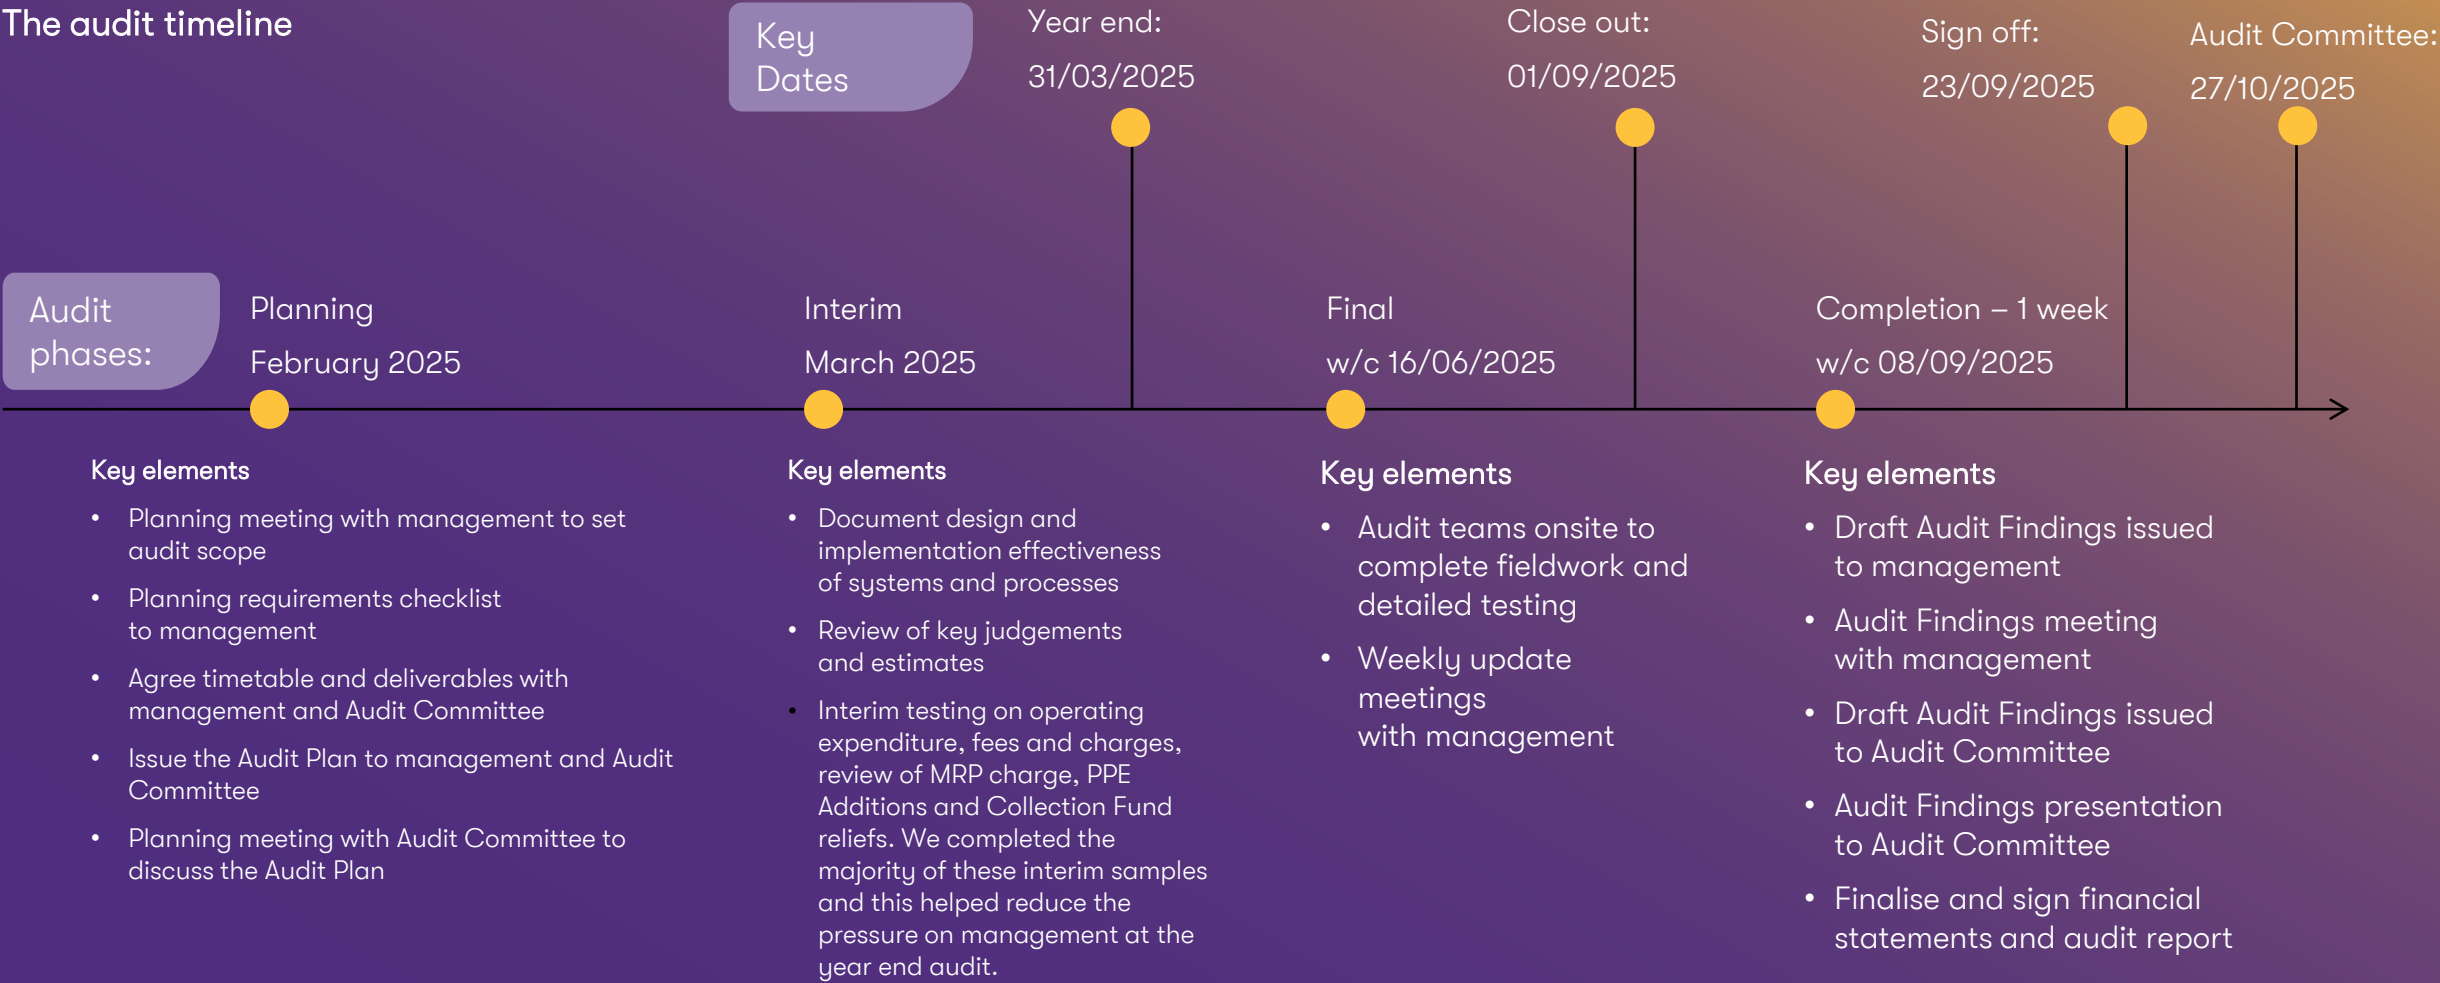 The audit timeline
Key
Dates
Year end:
31/03/2025
Close out:
01/09/2025
Sign off:
23/09/2025
Audit Committee:
27/10/2025
Audit
phases:
Planning
February 2025
Interim
March 2025
Final
w/c 16/06/2025
Completion – 1 week
w/c 08/09/2025
Key elements
• Planning meeting with management to set
audit scope
• Planning requirements checklist
to management
• Agree timetable and deliverables with
management and Audit Committee
• Issue the Audit Plan to management and Audit
Committee
• Planning meeting with Audit Committee to
discuss the Audit Plan
Key elements
• Document design and
implementation effectiveness
of systems and processes
• Review of key judgements
and estimates
• Interim testing on operating
expenditure, fees and charges,
review of MRP charge, PPE
Additions and Collection Fund
reliefs. We completed the
majority of these interim samples
and this helped reduce the
pressure on management at the
year end audit.
Key elements
• Audit teams onsite to
complete fieldwork and
detailed testing
• Weekly update
meetings
with management
Key elements
• Draft Audit Findings issued
to management
• Audit Findings meeting
with management
• Draft Audit Findings issued
to Audit Committee
• Audit Findings presentation
to Audit Committee
• Finalise and sign financial
statements and audit report